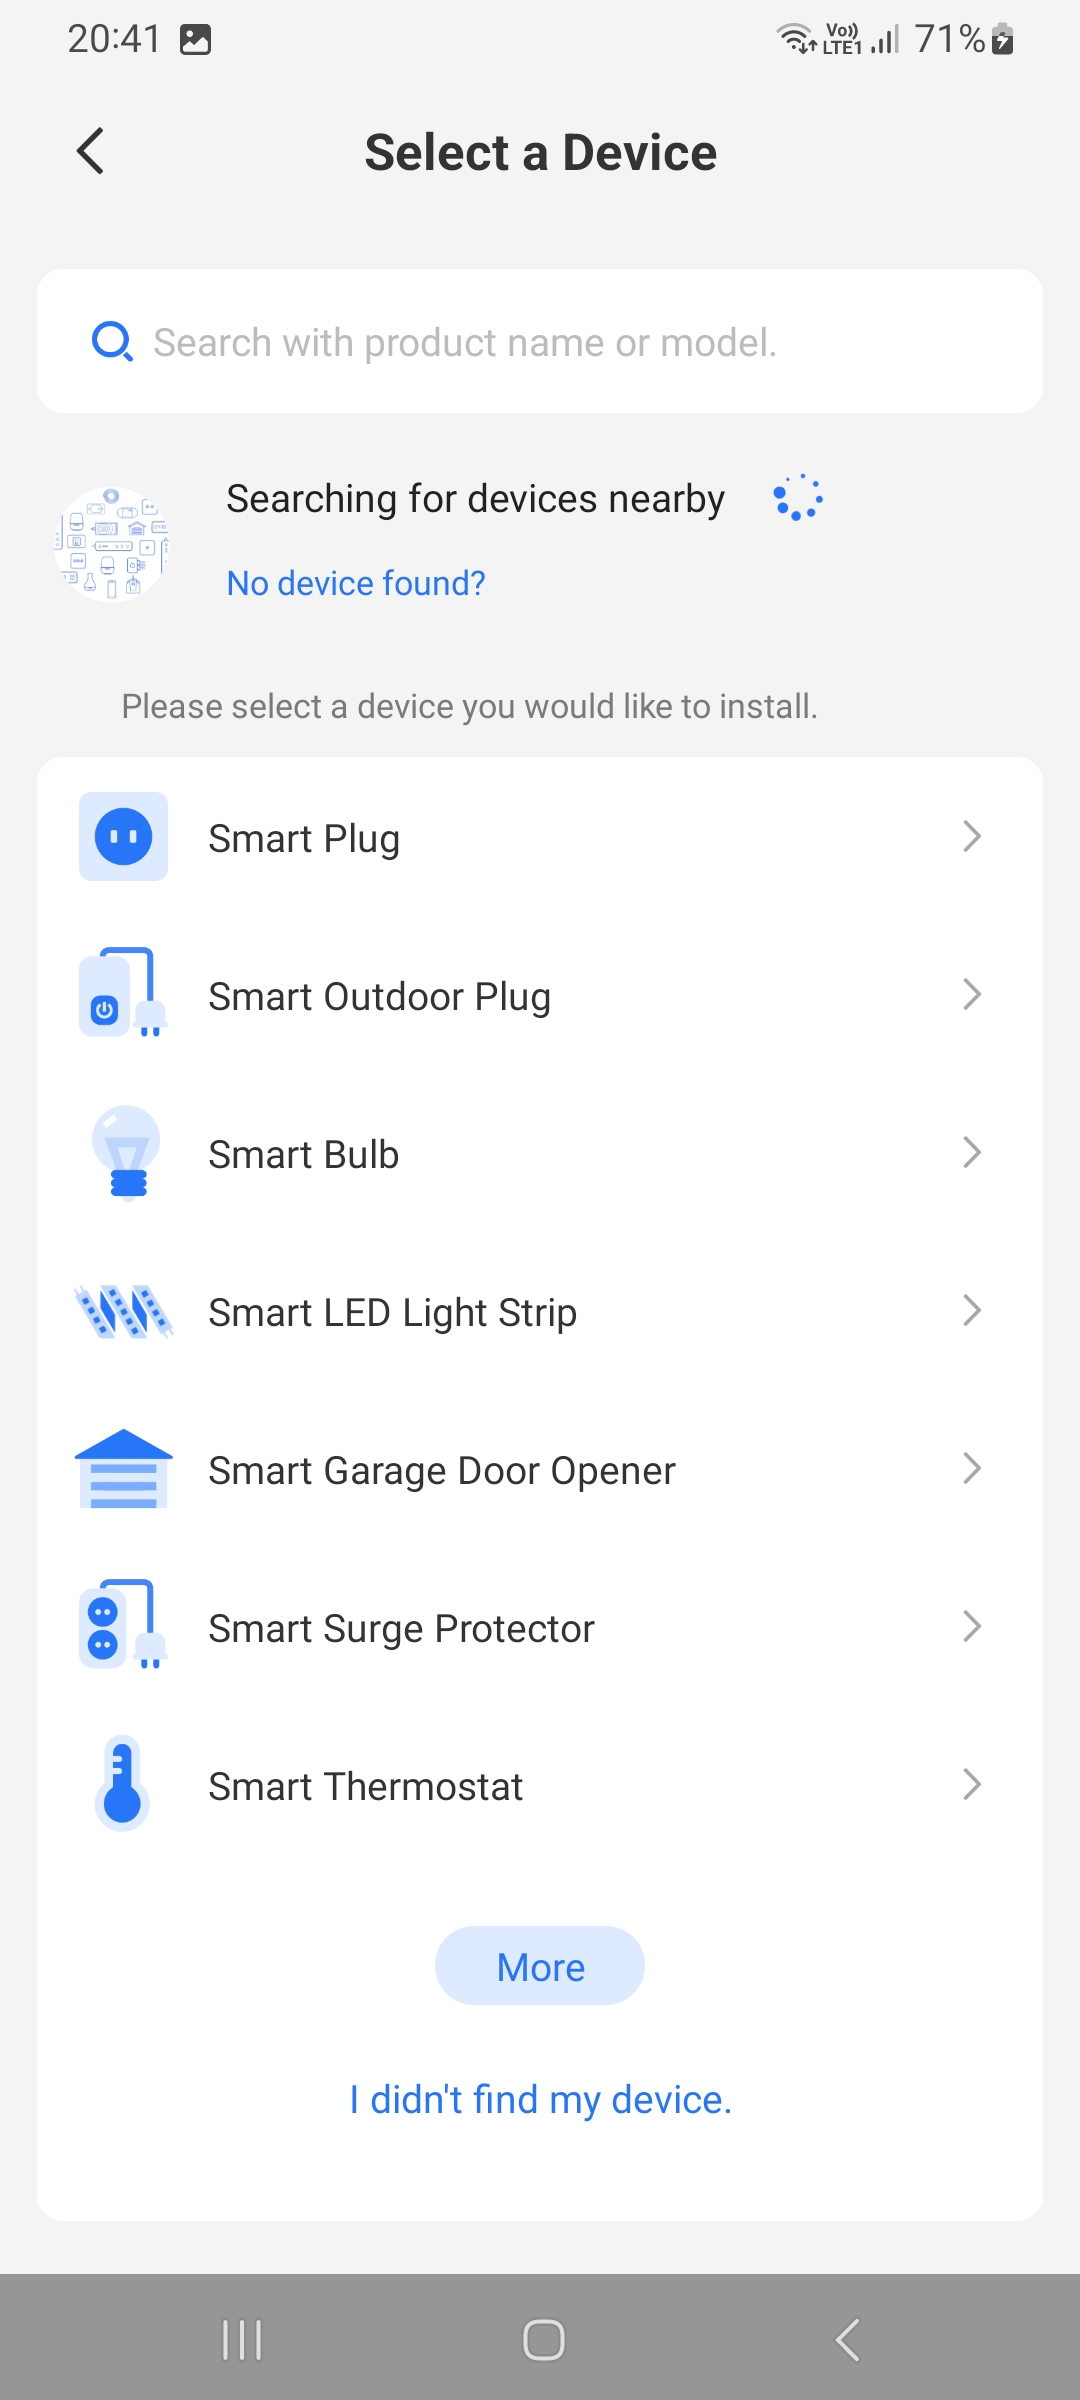 20:41
Vo)) LTE1 71%
Select a Device
Search with product name or model.
Searching for devices nearby
No device found?
Please select a device you would like to install.
Smart Plug
Smart Outdoor Plug
Smart Bulb
Smart LED Light Strip
Smart Garage Door Opener
Smart Surge Protector
Smart Thermostat
More
I didn't find my device.